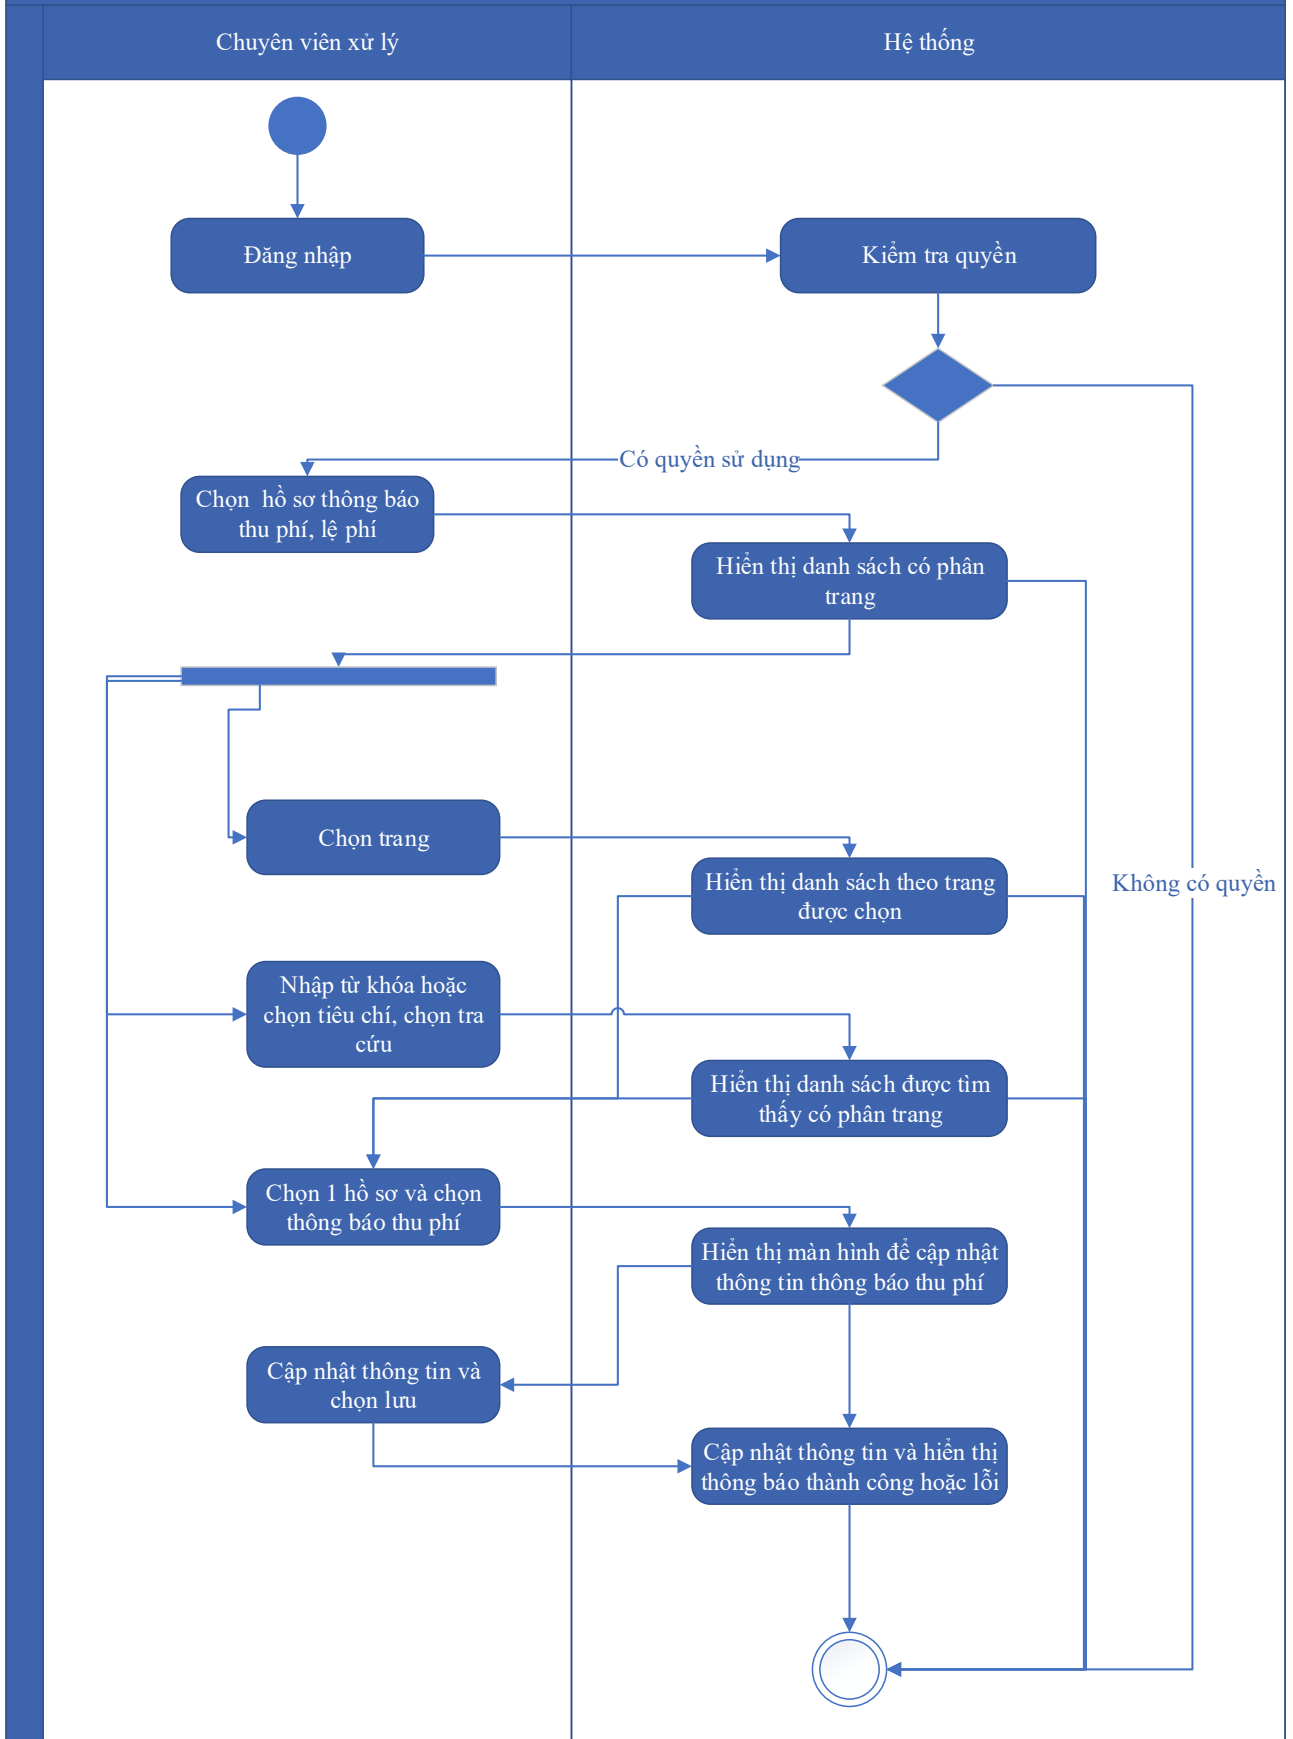 Chuyên viên xử lý
Hệ thống
Đăng nhập
Kiểm tra quyền
Có quyền sử dụng
Chọn hồ sơ thông báo
thu phí, lệ phí
Hiển thị danh sách có phân
trang
Chọn trang
Hiển thị danh sách theo trang
được chọn
Không có quyền
Nhập từ khóa hoặc
chọn tiêu chí, chọn tra
cứu
Hiển thị danh sách được tìm
thấy có phân trang
Chọn 1 hồ sơ và chọn
thông báo thu phí
Hiển thị màn hình để cập nhật
thông tin thông báo thu phí
Cập nhật thông tin và
chọn lưu
Cập nhật thông tin và hiển thị
thông báo thành công hoặc lỗi